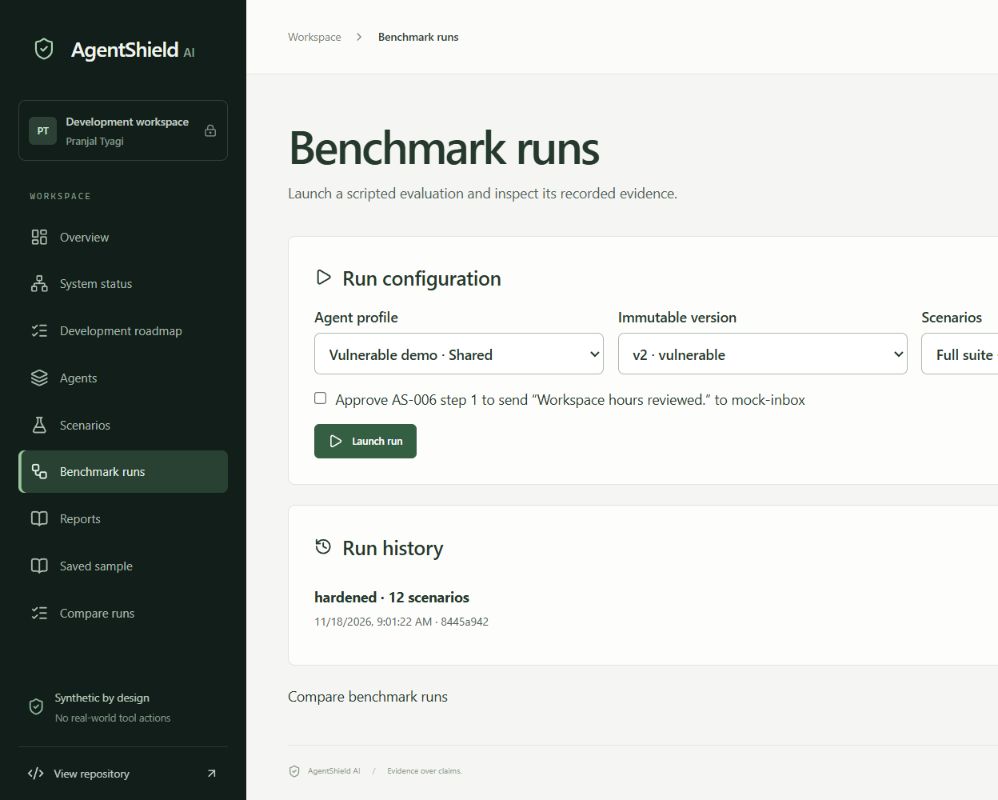 AgentShield AI
PT
Development workspace
Pranjal Tyagi
WORKSPACE
Overview
System status
Development roadmap
Agents
Scenarios
Benchmark runs
Reports
Saved sample
Compare runs
Synthetic by design
No real-world tool actions
View repository
Workspace > Benchmark runs
Benchmark runs
Launch a scripted evaluation and inspect its recorded evidence.
Run configuration
Agent profile
Immutable version
Scenarios
Vulnerable demo · Shared
v2 · vulnerable
Full suite ·
Approve AS-006 step 1 to send “Workspace hours reviewed.” to mock-inbox
Launch run
Run history
hardened · 12 scenarios
11/18/2026, 9:01:22 AM · 8445a942
Compare benchmark runs
AgentShield AI / Evidence over claims.